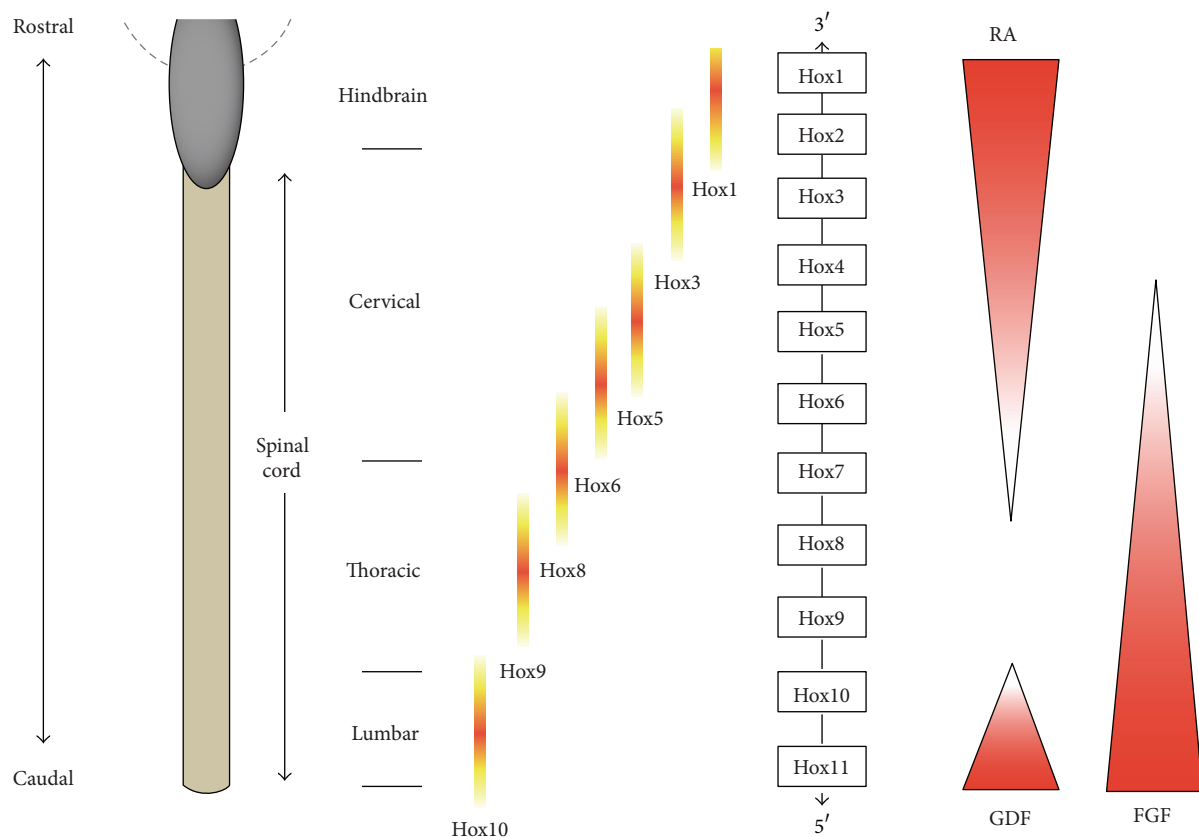 Rostral
Caudal
Spinal
cord
Hindbrain
Cervical
Thoracic
Lumbar
Hox1
Hox3
Hox5
Hox6
Hox8
Hox9
Hox10
3′
Hox1
Hox2
Hox3
Hox4
Hox5
Hox6
Hox7
Hox8
Hox9
Hox10
Hox11
5′
RA
GDF
FGF